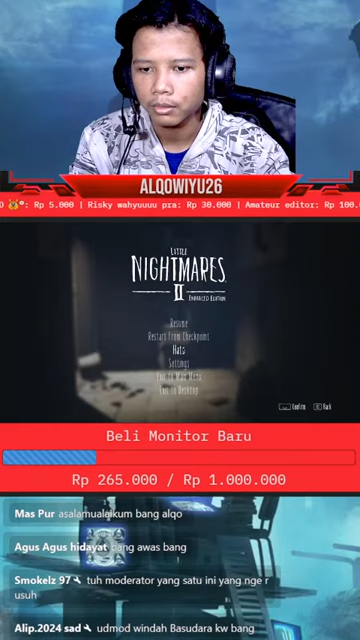 ALQOWIYU26
: Rp 5.000 | Risky wahyuuuu pra: Rp 30.000 | Amateur editor: Rp 100.
LITTLE
NIGHTMARES
II ENHANCED EDITION
Resume
Restart from Checkpoint
Hats
Settings
Exit to Main Menu
Exit to Desktop
Confirm Back
Beli Monitor Baru
Rp 265.000 / Rp 1.000.000
Mas Pur asalamualaikum bang alqo
Agus Agus hidayat bang awas bang
Smokelz 97 tuh moderator yang satu ini yang nge r
usuh
Alip.2024 sad udmod windah Basudara kw bang